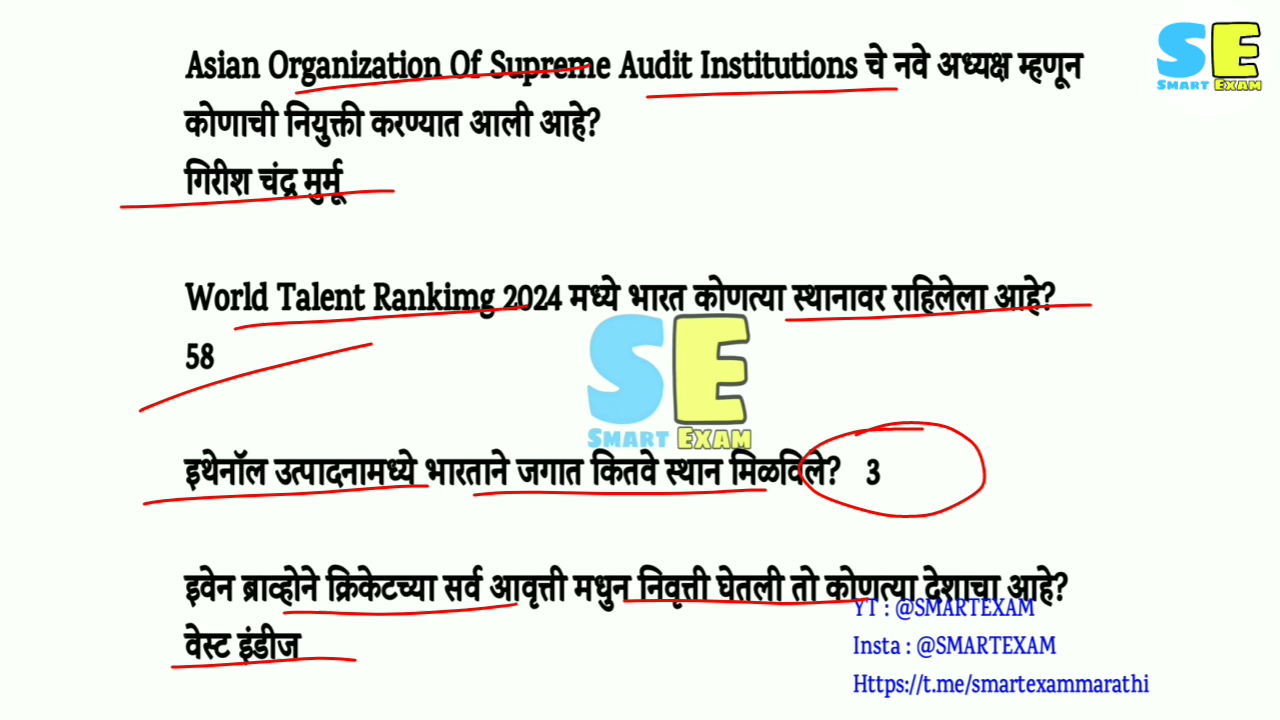 SE
SMART EXAM
Asian Organization Of Supreme Audit Institutions चे नवे अध्यक्ष म्हणून
कोणाची नियुक्ती करण्यात आली आहे?
गिरीश चंद्र मुर्मू
World Talent Rankimg 2024 मध्ये भारत कोणत्या स्थानावर राहिलेला आहे?
58
SE
SMART EXAM
इथेनॉल उत्पादनामध्ये भारताने जगात कितवे स्थान मिळविले? 3
इवेन ब्राव्होने क्रिकेटच्या सर्व आवृत्ती मधुन निवृत्ती घेतली तो कोणत्या देशाचा आहे?
वेस्ट इंडीज
YT : @SMARTEXAM
Insta : @SMARTEXAM
Https://t.me/smartexammarathi